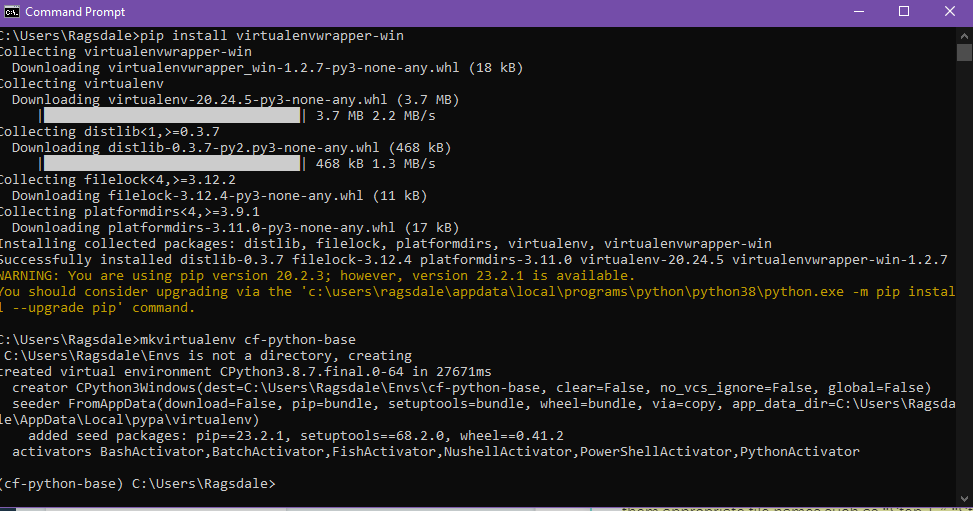 Command Prompt
C:\Users\Ragsdale>pip install virtualenvwrapper-win
Collecting virtualenvwrapper-win
  Downloading virtualenvwrapper_win-1.2.7-py3-none-any.whl (18 kB)
Collecting virtualenv
  Downloading virtualenv-20.24.5-py3-none-any.whl (3.7 MB)
     |████████████████████████████████| 3.7 MB 2.2 MB/s
Collecting distlib<1,>=0.3.7
  Downloading distlib-0.3.7-py2.py3-none-any.whl (468 kB)
     |████████████████████████████████| 468 kB 1.3 MB/s
Collecting filelock<4,>=3.12.2
  Downloading filelock-3.12.4-py3-none-any.whl (11 kB)
Collecting platformdirs<4,>=3.9.1
  Downloading platformdirs-3.11.0-py3-none-any.whl (17 kB)
Installing collected packages: distlib, filelock, platformdirs, virtualenv, virtualenvwrapper-win
Successfully installed distlib-0.3.7 filelock-3.12.4 platformdirs-3.11.0 virtualenv-20.24.5 virtualenvwrapper-win-1.2.7
WARNING: You are using pip version 20.2.3; however, version 23.2.1 is available.
You should consider upgrading via the 'c:\users\ragsdale\appdata\local\programs\python\python38\python.exe -m pip instal
l --upgrade pip' command.
C:\Users\Ragsdale>mkvirtualenv cf-python-base
 C:\Users\Ragsdale\Envs is not a directory, creating
created virtual environment CPython3.8.7.final.0-64 in 27671ms
  creator CPython3Windows(dest=C:\Users\Ragsdale\Envs\cf-python-base, clear=False, no_vcs_ignore=False, global=False)
  seeder FromAppData(download=False, pip=bundle, setuptools=bundle, wheel=bundle, via=copy, app_data_dir=C:\Users\Ragsda
le\AppData\Local\pypa\virtualenv)
    added seed packages: pip==23.2.1, setuptools==68.2.0, wheel==0.41.2
  activators BashActivator,BatchActivator,FishActivator,NushellActivator,PowerShellActivator,PythonActivator
(cf-python-base) C:\Users\Ragsdale>